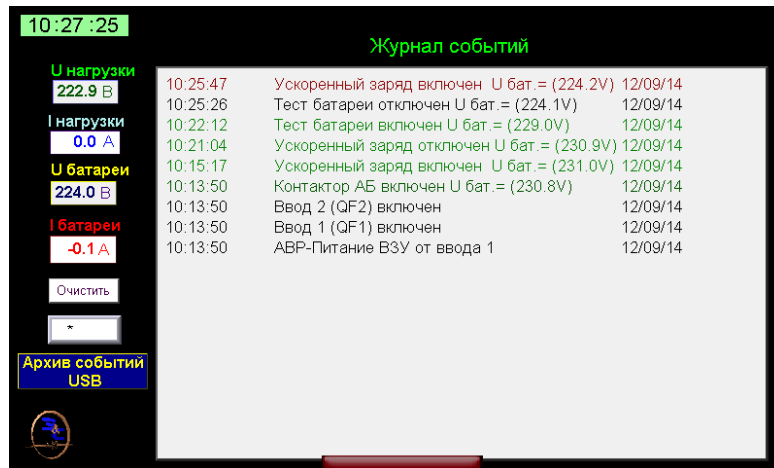 10:27:25
Журнал событий
U нагрузки
222.9 В
I нагрузки
0.0 А
U батареи
224.0 В
I батареи
-0.1 А
Очистить
*
Архив событий
USB
10:25:47 Ускоренный заряд включен U бат.= (224.2V) 12/09/14
10:25:26 Тест батареи отключен U бат.= (224.1V) 12/09/14
10:22:12 Тест батареи включен U бат.= (229.0V) 12/09/14
10:21:04 Ускоренный заряд отключен U бат.= (230.9V) 12/09/14
10:15:17 Ускоренный заряд включен U бат.= (231.0V) 12/09/14
10:13:50 Контактор АБ включен U бат.= (230.8V) 12/09/14
10:13:50 Ввод 2 (QF2) включен 12/09/14
10:13:50 Ввод 1 (QF1) включен 12/09/14
10:13:50 АВР-Питание ВЗУ от ввода 1 12/09/14